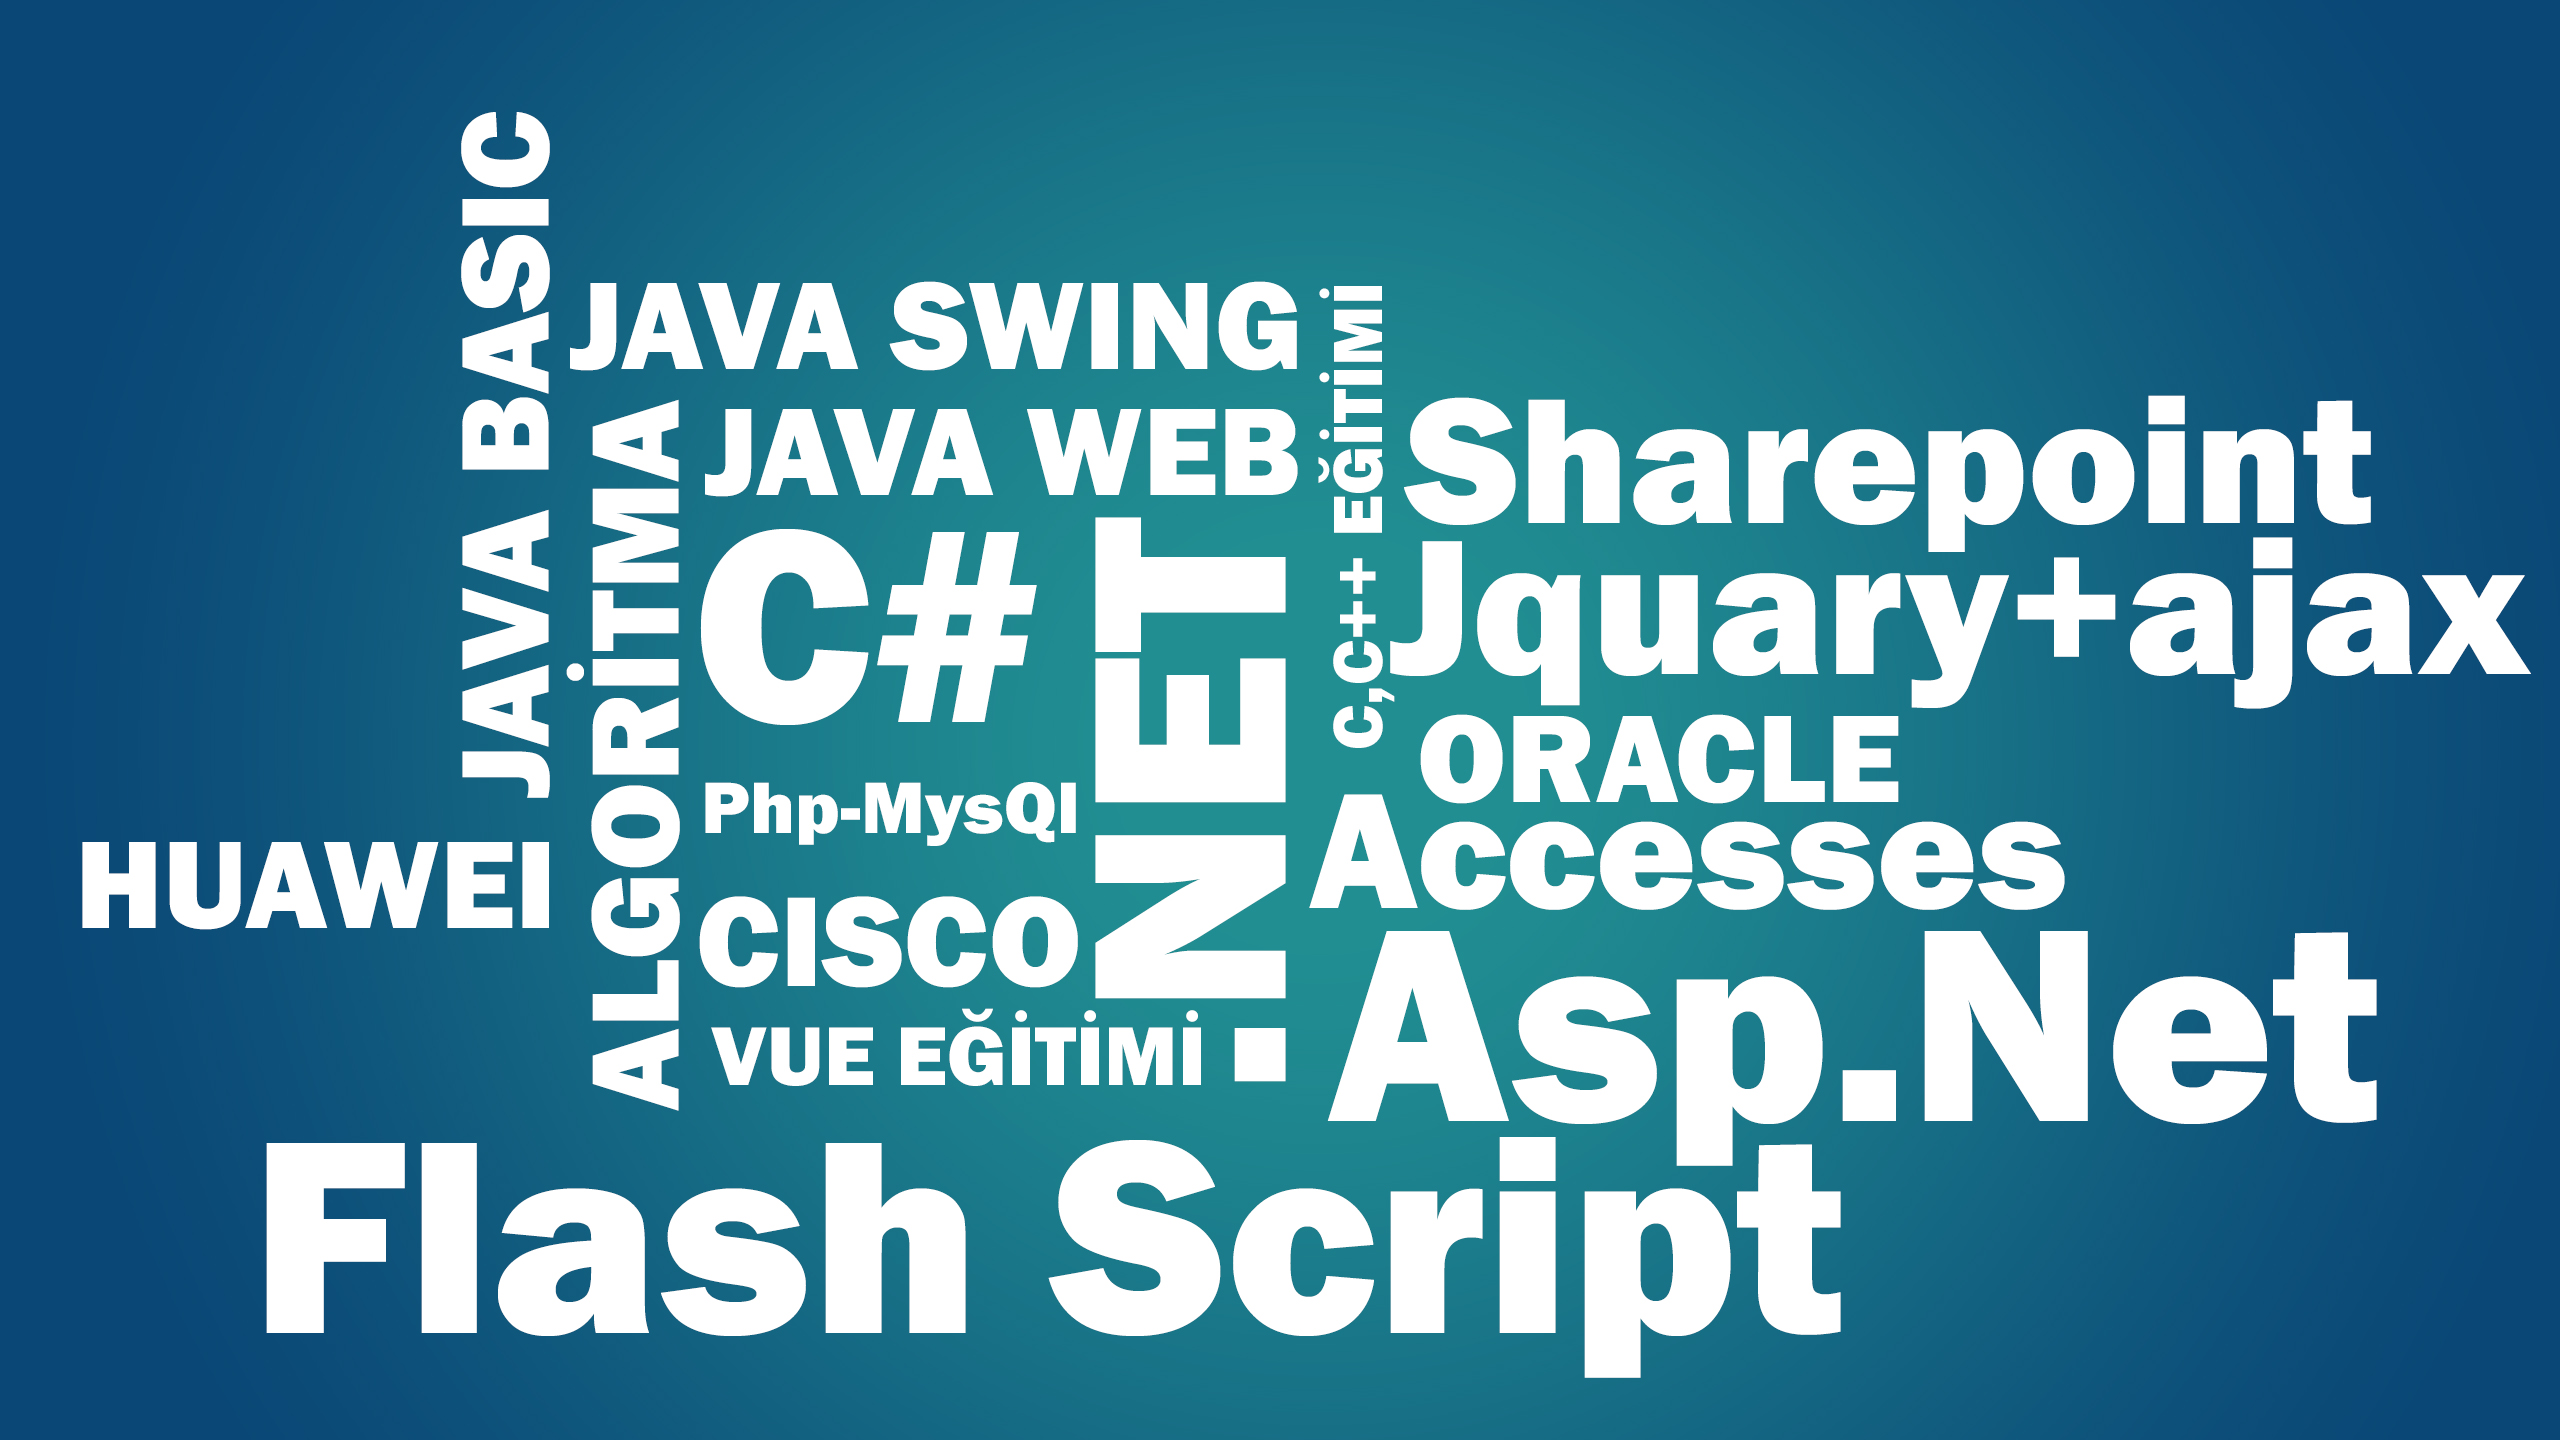 JAVA BASIC
JAVA SWING
JAVA WEB
ALGORİTMA
C#
.NET
C,C++ EĞİTİMİ
Sharepoint
Jquary+ajax
ORACLE
Php-MysQl
Accesses
HUAWEI
CISCO
VUE EĞİTİMİ
Asp.Net
Flash Script